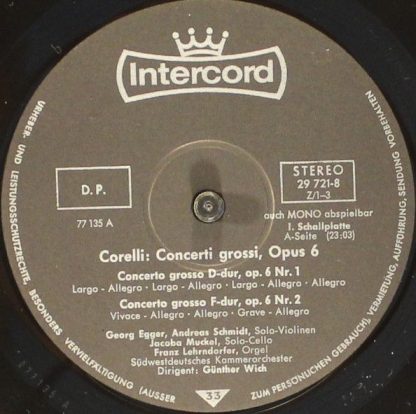 Intercord
URHEBER- UND LEISTUNGSSCHUTZRECHTE, BESONDERS VERVIELFÄLTIGUNG (AUSSER
ZUM PERSÖNLICHEN GEBRAUCH), VERMIETUNG, AUFFÜHRUNG, SENDUNG VORBEHALTEN
D. P.
77 135 A
STEREO
29 721-8
Z/1-3
auch MONO abspielbar
I. Schallplatte
A-Seite (23:03)
Corelli: Concerti grossi, Opus 6
Concerto grosso D-dur, op. 6 Nr. 1
Largo - Allegro · Largo - Allegro · Largo - Allegro · Allegro
Concerto grosso F-dur, op. 6 Nr. 2
Vivace - Allegro · Allegro · Grave - Allegro
Georg Egger, Andreas Schmidt, Solo-Violinen
Jacoba Muckel, Solo-Cello
Franz Lehrndorfer, Orgel
Südwestdeutsches Kammerorchester
Dirigent: Günther Wich
33